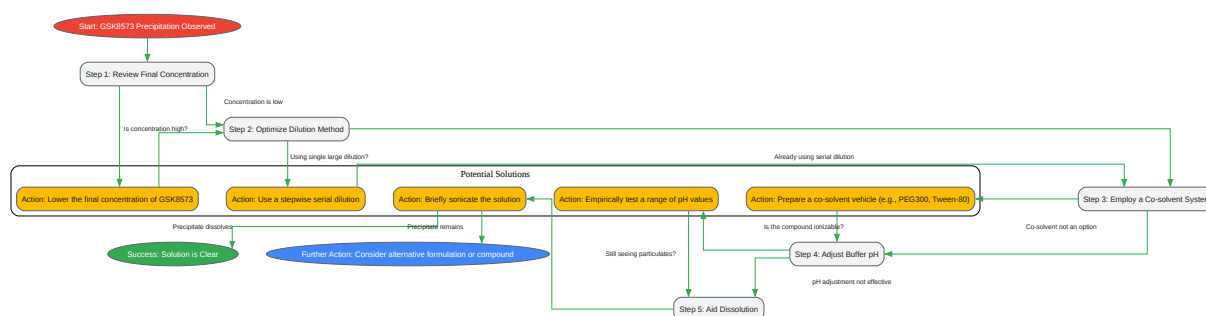 Start: GSK8573 Precipitation Observed
Step 1: Review Final Concentration
Concentration is low
Is concentration high?
Step 2: Optimize Dilution Method
Using single large dilution?
Already using serial dilution
Potential Solutions
Action: Lower the final concentration of GSK8573
Action: Use a stepwise serial dilution
Action: Briefly sonicate the solution
Action: Empirically test a range of pH values
Action: Prepare a co-solvent vehicle (e.g., PEG300, Tween-80)
Step 3: Employ a Co-solvent System
Precipitate dissolves
Precipitate remains
Is the compound ionizable?
Co-solvent not an option
Success: Solution is Clear
Further Action: Consider alternative formulation or compound
Still seeing particulates?
Step 4: Adjust Buffer pH
pH adjustment not effective
Step 5: Aid Dissolution